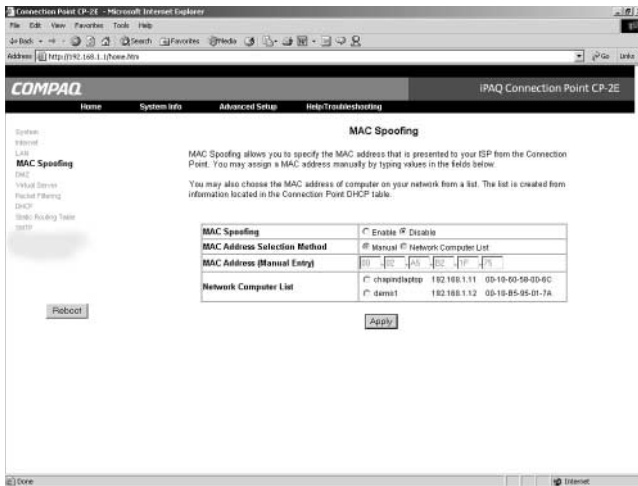 Connection Point CP-2E - Microsoft Internet Explorer
File Edit View Favorites Tools Help
Back Search Favorites Media
Address http://192.168.1.1/home.htm Go Links
COMPAQ iPAQ Connection Point CP-2E
Home System Info Advanced Setup Help/Troubleshooting
System
Internet
LAN
MAC Spoofing
DMZ
Virtual Server
Packet Filtering
DHCP
Static Routing Table
MAC Spoofing
MAC Spoofing allows you to specify the MAC address that is presented to your ISP from the Connection
Point. You may assign a MAC address manually by typing values in the fields below.
You may also choose the MAC address of computer on your network from a list. The list is created from
information located in the Connection Point DHCP table.
MAC Spoofing Enable Disable
MAC Address Selection Method Manual Network Computer List
MAC Address (Manual Entry) 00 - 02 - A5 - B2 - 1F - 75
Network Computer List
chapindlaptop 192.168.1.11 00-10-60-58-00-6C
demo1 192.168.1.12 00-10-B5-95-01-7A
Reboot
Apply
Done Internet